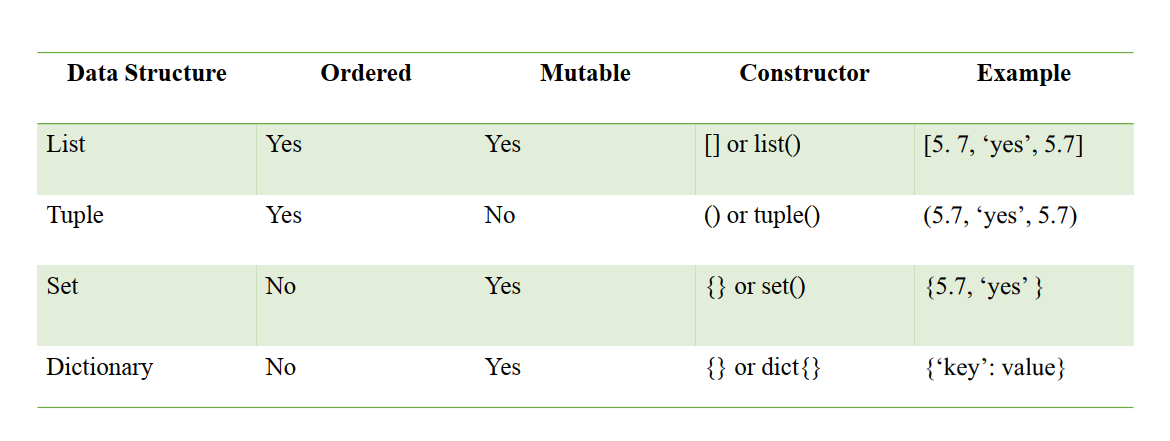 Data Structure Ordered Mutable Constructor Example
List Yes Yes [] or list() [5. 7, ‘yes’, 5.7]
Tuple Yes No () or tuple() (5.7, ‘yes’, 5.7)
Set No Yes {} or set() {5.7, ‘yes’ }
Dictionary No Yes {} or dict{} {‘key’: value}